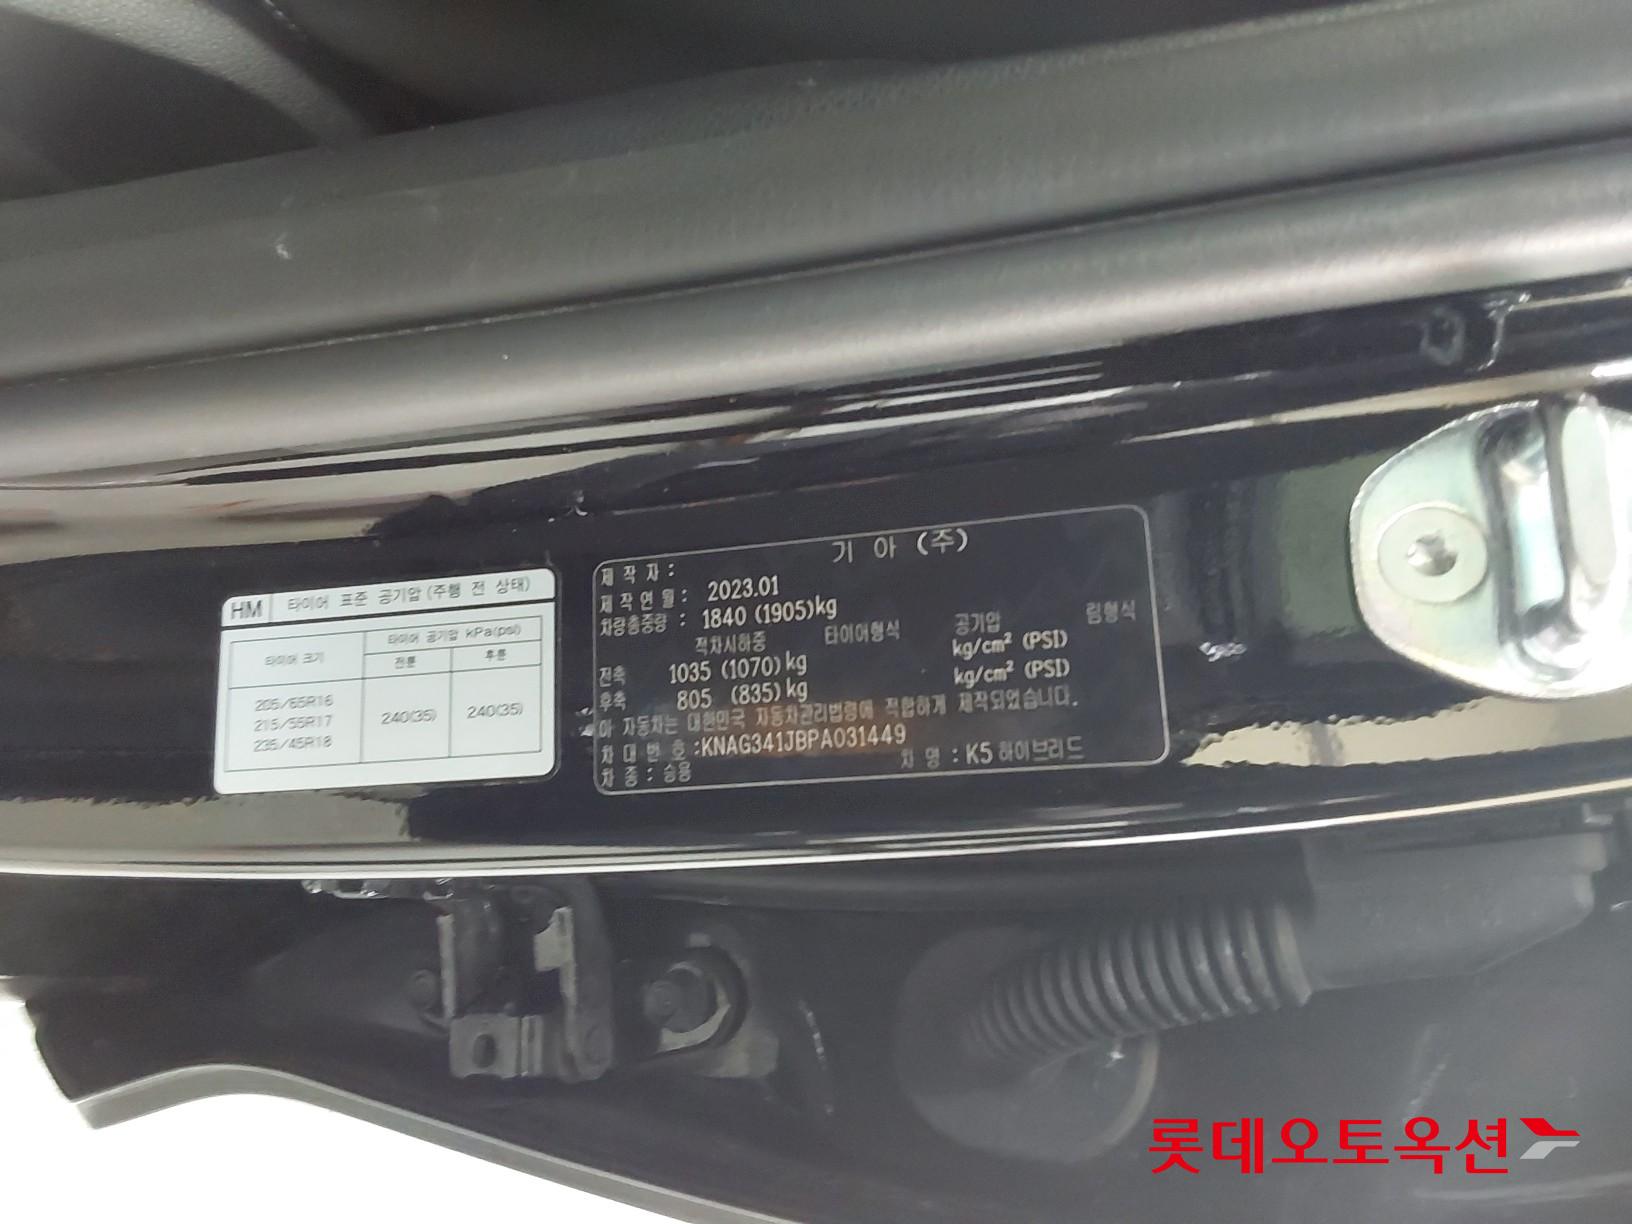 HM 타이어 표준 공기압 (주행 전 상태)
타이어 크기 타이어 공기압 kPa(psi)
전륜 후륜
205/65R16
215/55R17 240(35) 240(35)
235/45R18
제작자 : 기아 (주)
제작연월 : 2023.01
차량총중량 : 1840 (1905)kg
적차시하중 타이어형식 공기압 림형식
전축 1035 (1070)kg kg/cm² (PSI)
후축 805 (835)kg kg/cm² (PSI)
이 자동차는 대한민국 자동차관리법령에 적합하게 제작되었습니다.
차대번호 :KNAG341JBPA031449
차종 : 승용 차명 : K5 하이브리드
롯데오토옥션